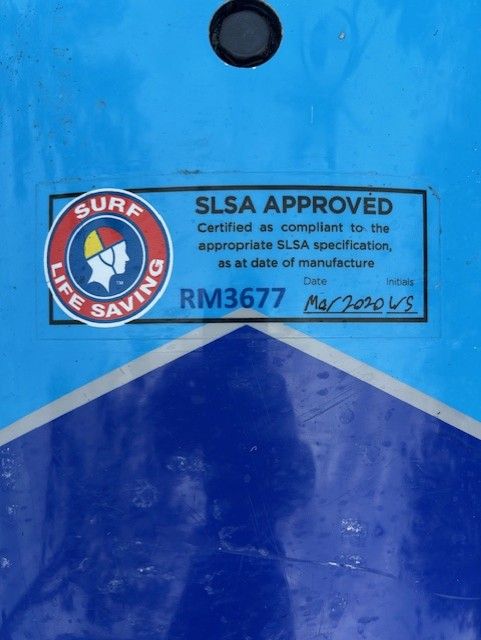 SURF
LIFE SAVING
TM
SLSA APPROVED
Certified as compliant to the
appropriate SLSA specification,
as at date of manufacture
Date Initials
RM3677 Mar 2020 WS